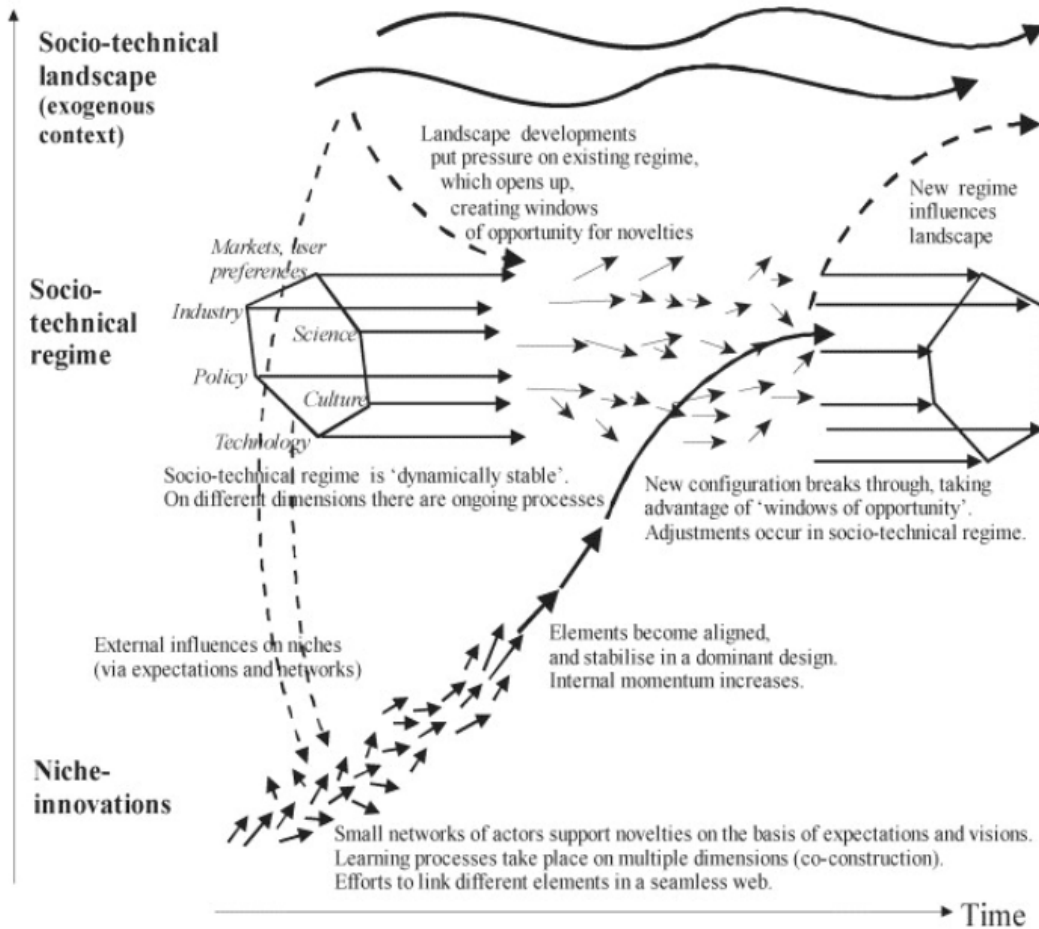 Socio-technical
landscape
(exogenous
context)
Landscape developments
put pressure on existing regime,
which opens up,
creating windows
of opportunity for novelties
New regime
influences
landscape
Socio-
technical
regime
Markets, user
preferences
Industry
Science
Policy
Culture
Technology
Socio-technical regime is ‘dynamically stable’.
On different dimensions there are ongoing processes
New configuration breaks through, taking
advantage of ‘windows of opportunity’.
Adjustments occur in socio-technical regime.
External influences on niches
(via expectations and networks)
Elements become aligned,
and stabilise in a dominant design.
Internal momentum increases.
Niche-
innovations
Small networks of actors support novelties on the basis of expectations and visions.
Learning processes take place on multiple dimensions (co-construction).
Efforts to link different elements in a seamless web.
Time